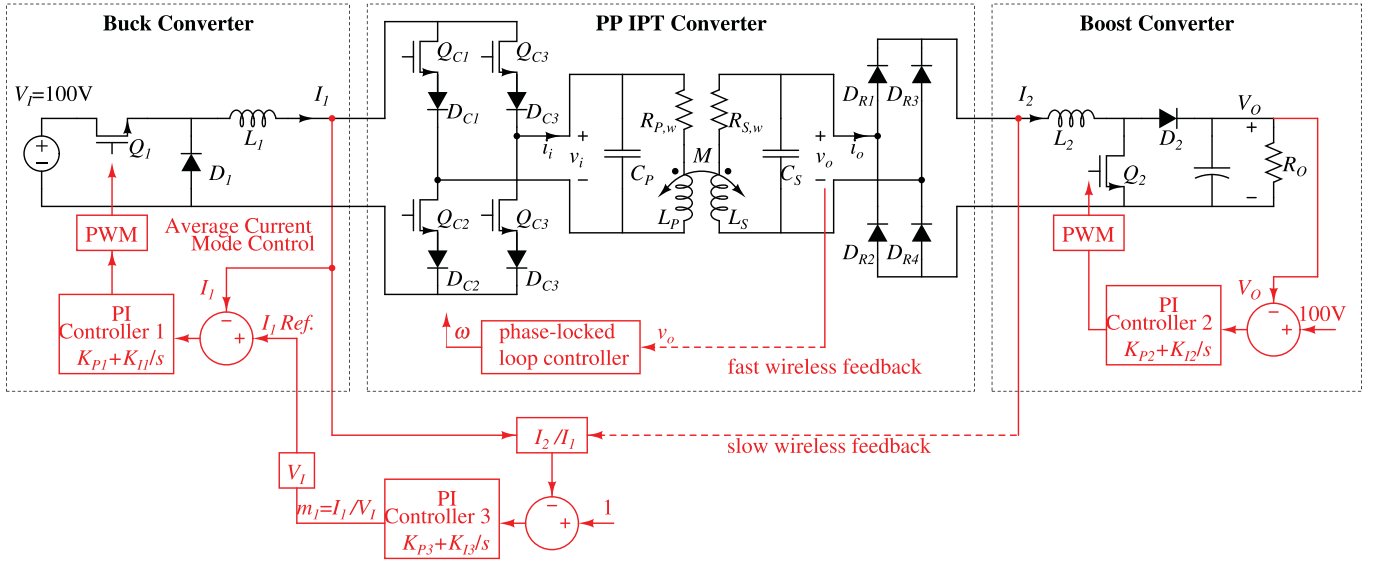 Buck Converter
PP IPT Converter
Boost Converter
V_I=100V
Q_1
D_1
L_1
I_1
Q_C1
Q_C3
D_C1
D_C3
Q_C2
Q_C3
D_C2
D_C3
i_i
+
v_i
−
C_P
R_P,w
R_S,w
M
L_P
L_S
C_S
+
v_o
−
i_o
D_R1
D_R3
D_R2
D_R4
I_2
L_2
Q_2
D_2
V_O
+
−
R_O
PWM
Average Current
Mode Control
I_1
PI
Controller 1
K_P1+K_I1/s
−
+
I_1 Ref.
ω
phase-locked
loop controller
v_o
fast wireless feedback
PWM
PI
Controller 2
K_P2+K_I2/s
V_O
−
+
100V
I_2/I_1
slow wireless feedback
V_I
m_1=I_1/V_I
PI
Controller 3
K_P3+K_I3/s
−
+
1